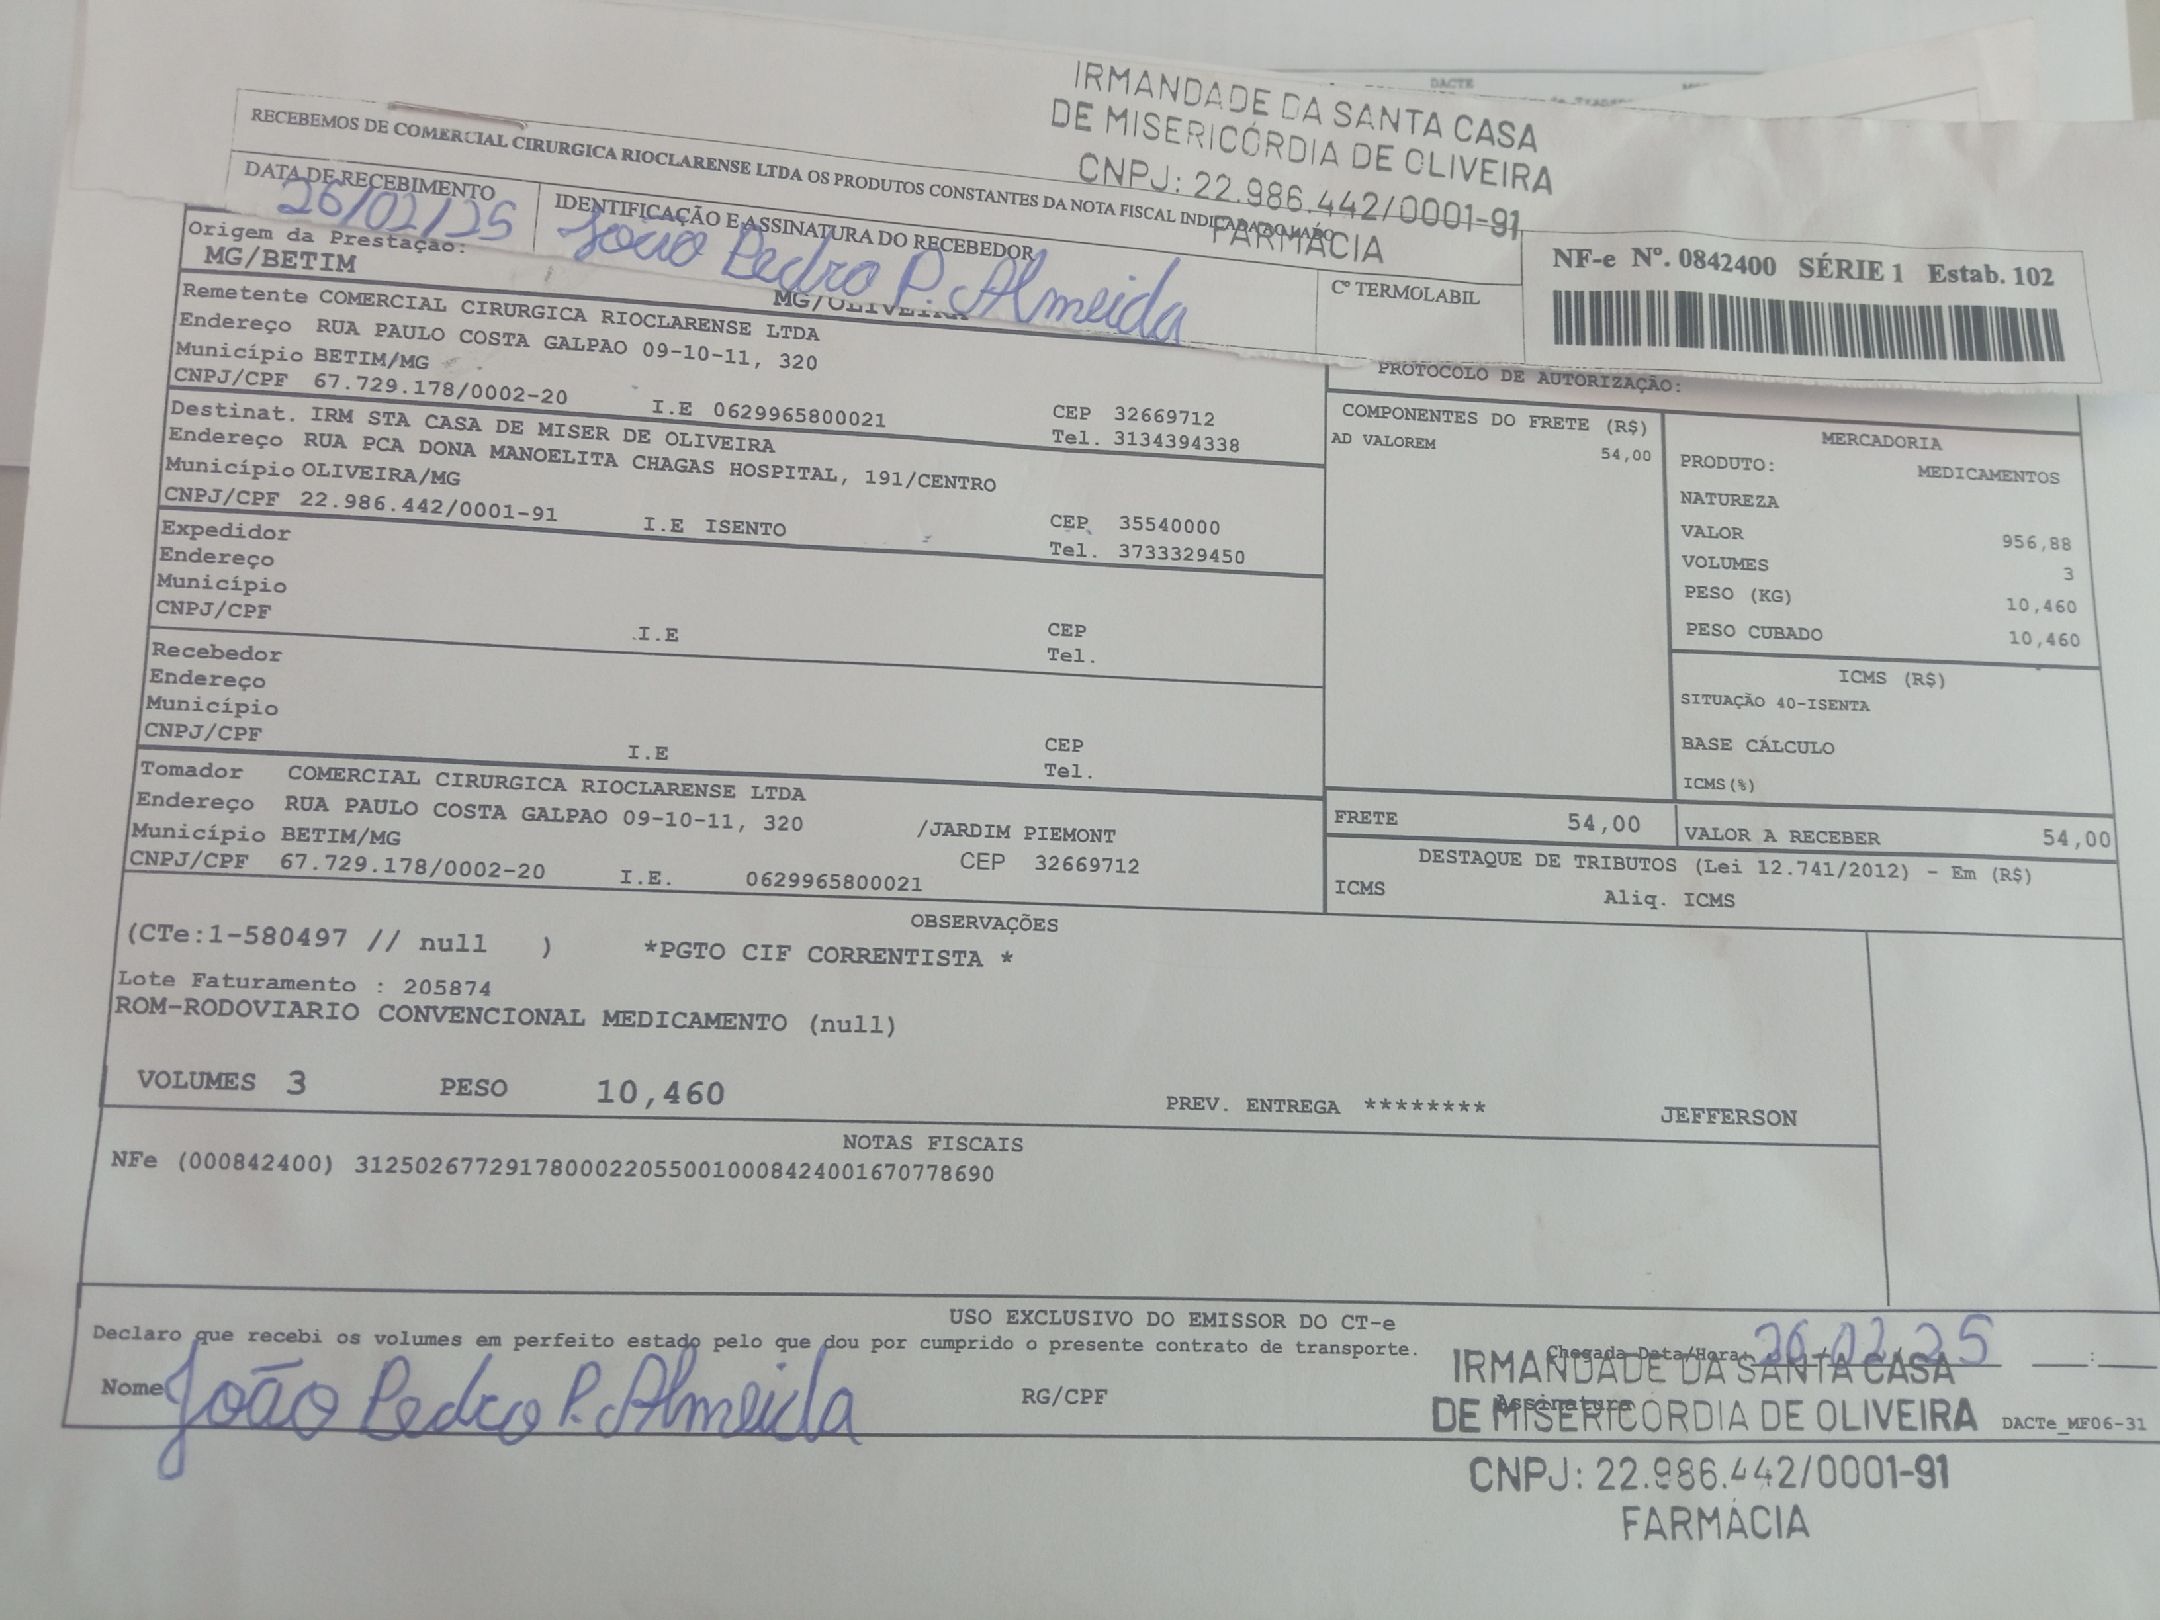 DACTE
IRMANDADE DA SANTA CASA
DE MISERICÓRDIA DE OLIVEIRA
CNPJ: 22.986.442/0001-91
FARMÁCIA
RECEBEMOS DE COMERCIAL CIRURGICA RIOCLARENSE LTDA OS PRODUTOS CONSTANTES DA NOTA FISCAL INDICADA AO LADO
DATA DE RECEBIMENTO
26/02/25
IDENTIFICAÇÃO E ASSINATURA DO RECEBEDOR
João Pedro P. Almeida
Cº TERMOLABIL
NF-e Nº. 0842400 SÉRIE 1 Estab. 102
Origem da Prestação:
MG/BETIM
MG/OLIVEIRA
Remetente COMERCIAL CIRURGICA RIOCLARENSE LTDA
Endereço RUA PAULO COSTA GALPAO 09-10-11, 320
Município BETIM/MG
CNPJ/CPF 67.729.178/0002-20 I.E 0629965800021
CEP 32669712
Tel. 3134394338
Destinat. IRM STA CASA DE MISER DE OLIVEIRA
Endereço RUA PCA DONA MANOELITA CHAGAS HOSPITAL, 191/CENTRO
Município OLIVEIRA/MG
CNPJ/CPF 22.986.442/0001-91 I.E ISENTO
CEP 35540000
Tel. 3733329450
Expedidor
Endereço
Município
CNPJ/CPF
I.E
CEP
Tel.
Recebedor
Endereço
Município
CNPJ/CPF
I.E
CEP
Tel.
Tomador COMERCIAL CIRURGICA RIOCLARENSE LTDA
Endereço RUA PAULO COSTA GALPAO 09-10-11, 320 /JARDIM PIEMONT
Município BETIM/MG
CEP 32669712
CNPJ/CPF 67.729.178/0002-20 I.E. 0629965800021
PROTOCOLO DE AUTORIZAÇÃO:
COMPONENTES DO FRETE (R$)
AD VALOREM 54,00
MERCADORIA
PRODUTO: MEDICAMENTOS
NATUREZA
VALOR 956,88
VOLUMES 3
PESO (KG) 10,460
PESO CUBADO 10,460
ICMS (R$)
SITUAÇÃO 40-ISENTA
BASE CÁLCULO
ICMS(%)
FRETE 54,00
VALOR A RECEBER 54,00
DESTAQUE DE TRIBUTOS (Lei 12.741/2012) - Em (R$)
ICMS Aliq. ICMS
OBSERVAÇÕES
(CTe:1-580497 // null ) *PGTO CIF CORRENTISTA *
Lote Faturamento : 205874
ROM-RODOVIARIO CONVENCIONAL MEDICAMENTO (null)
VOLUMES 3 PESO 10,460
PREV. ENTREGA ******** JEFFERSON
NOTAS FISCAIS
NFe (000842400) 31250267729178000220550010008424001670778690
USO EXCLUSIVO DO EMISSOR DO CT-e
Declaro que recebi os volumes em perfeito estado pelo que dou por cumprido o presente contrato de transporte.
Chegada Data/Hora: 26/02/25 __:__
Nome João Pedro P. Almeida
RG/CPF
Assinatura
DACTe_MF06-31
IRMANDADE DA SANTA CASA
DE MISERICÓRDIA DE OLIVEIRA
CNPJ: 22.986.442/0001-91
FARMÁCIA